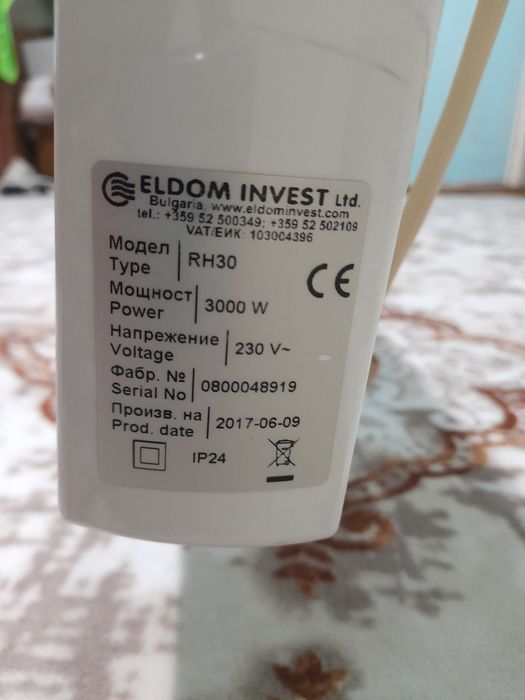 ELDOM INVEST Ltd.
Bulgaria, www.eldominvest.com
tel.: +359 52 500349; +359 52 502109
VAT/ЕИК: 103004396
Модел
Type
RH30
CE
Мощност
Power
3000 W
Напрежение
Voltage
230 V~
Фабр. №
Serial No
0800048919
Произв. на
Prod. date
2017-06-09
IP24